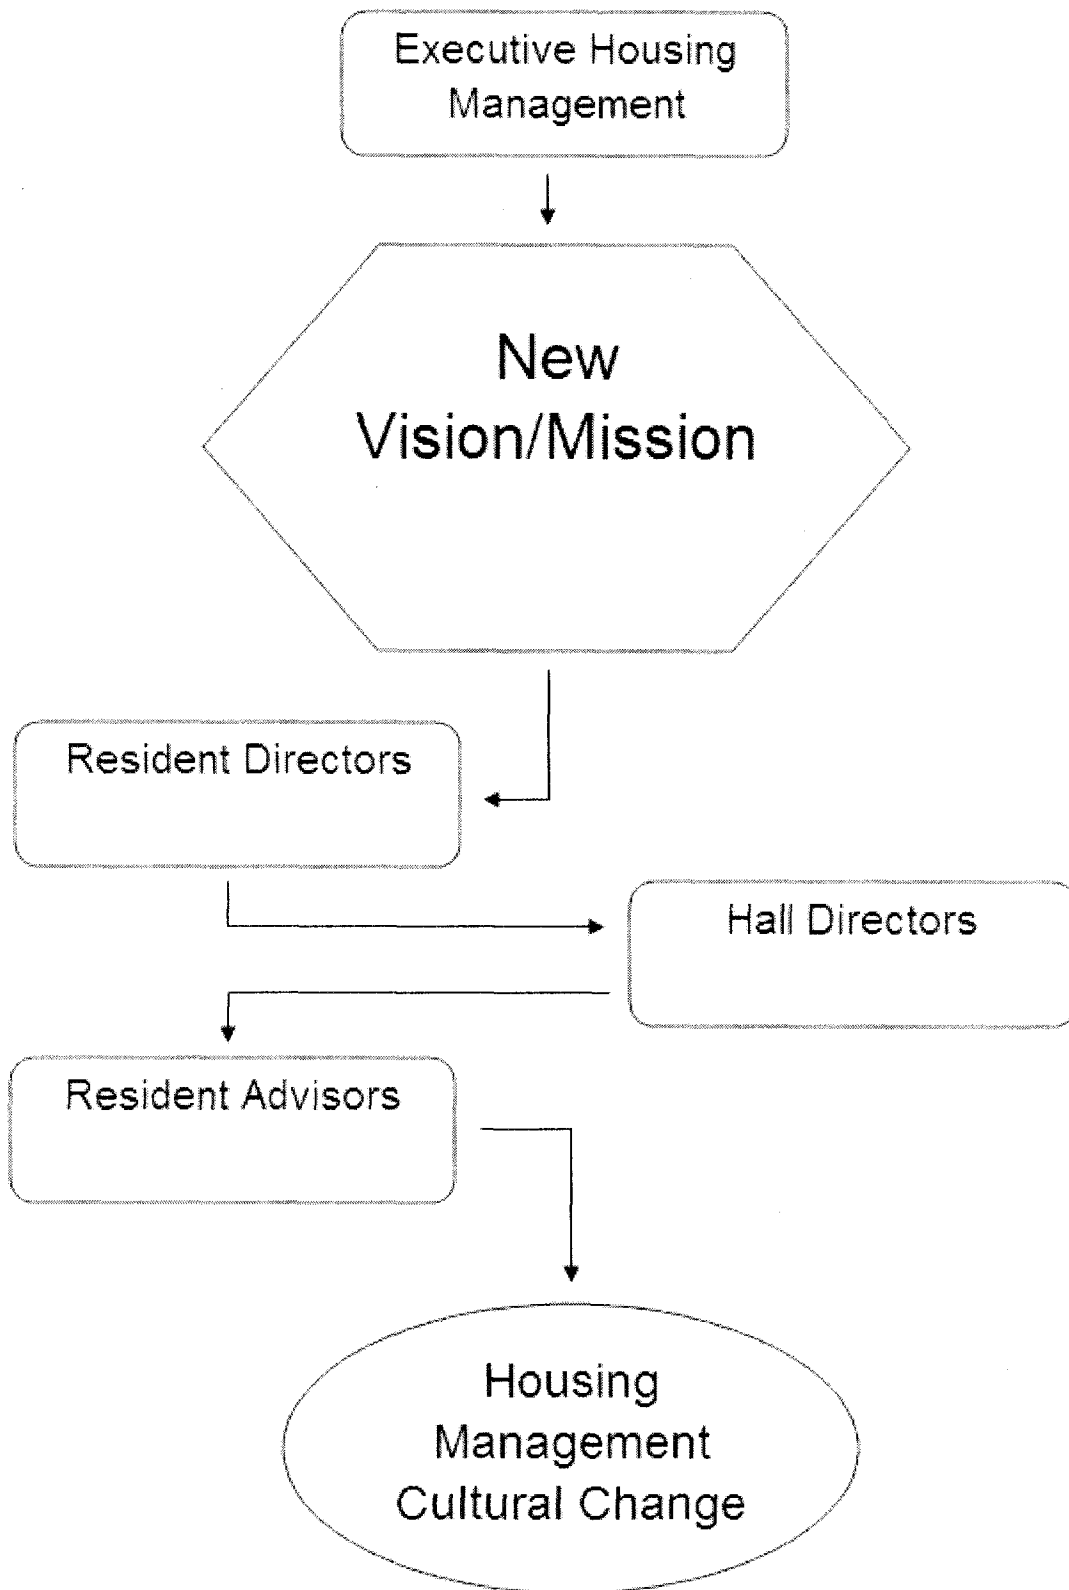 Executive Housing
Management
New
Vision/Mission
Resident Directors
Hall Directors
Resident Advisors
Housing
Management
Cultural Change